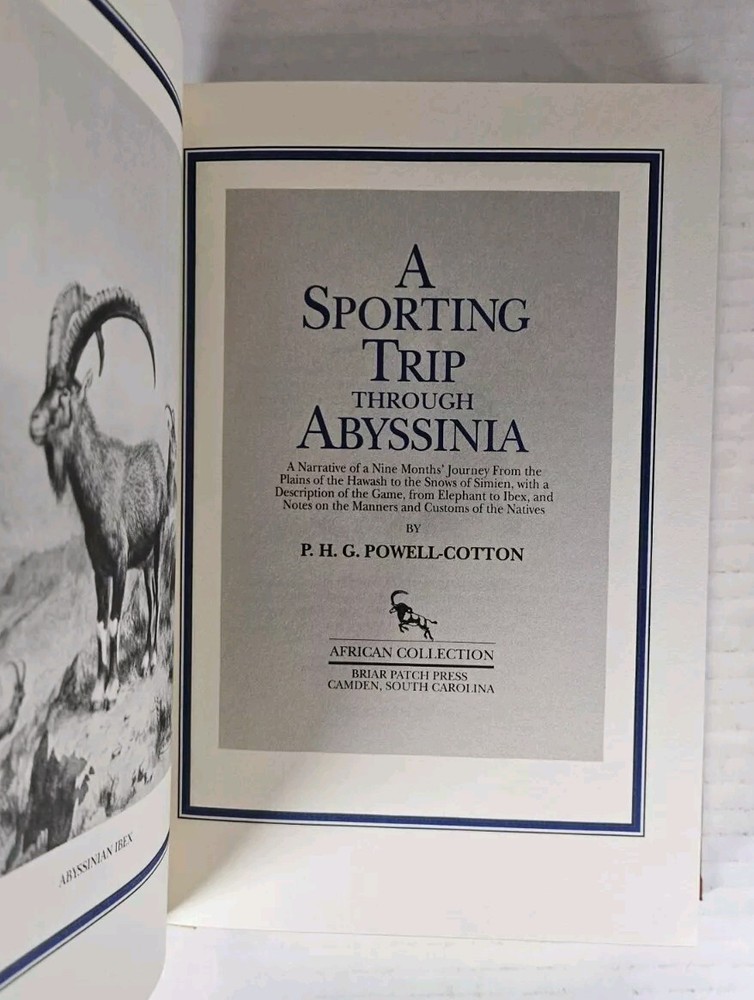 ABYSSINIAN IBEX
A
SPORTING
TRIP
THROUGH
ABYSSINIA
A Narrative of a Nine Months' Journey From the
Plains of the Hawash to the Snows of Simien, with a
Description of the Game, from Elephant to Ibex, and
Notes on the Manners and Customs of the Natives
BY
P. H. G. POWELL-COTTON
AFRICAN COLLECTION
BRIAR PATCH PRESS
CAMDEN, SOUTH CAROLINA